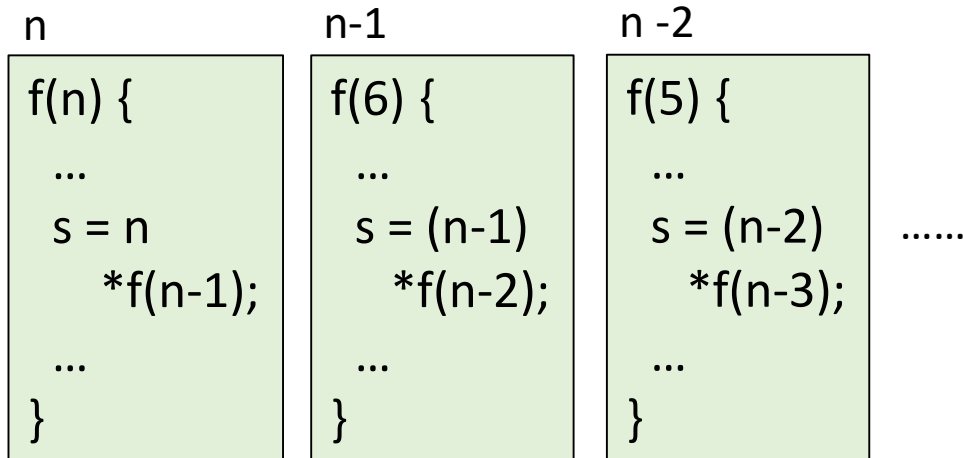 n
f(n) {
…
s = n
*f(n-1);
…
}
n-1
f(6) {
…
s = (n-1)
*f(n-2);
…
}
n -2
f(5) {
…
s = (n-2)
*f(n-3);
…
}
……